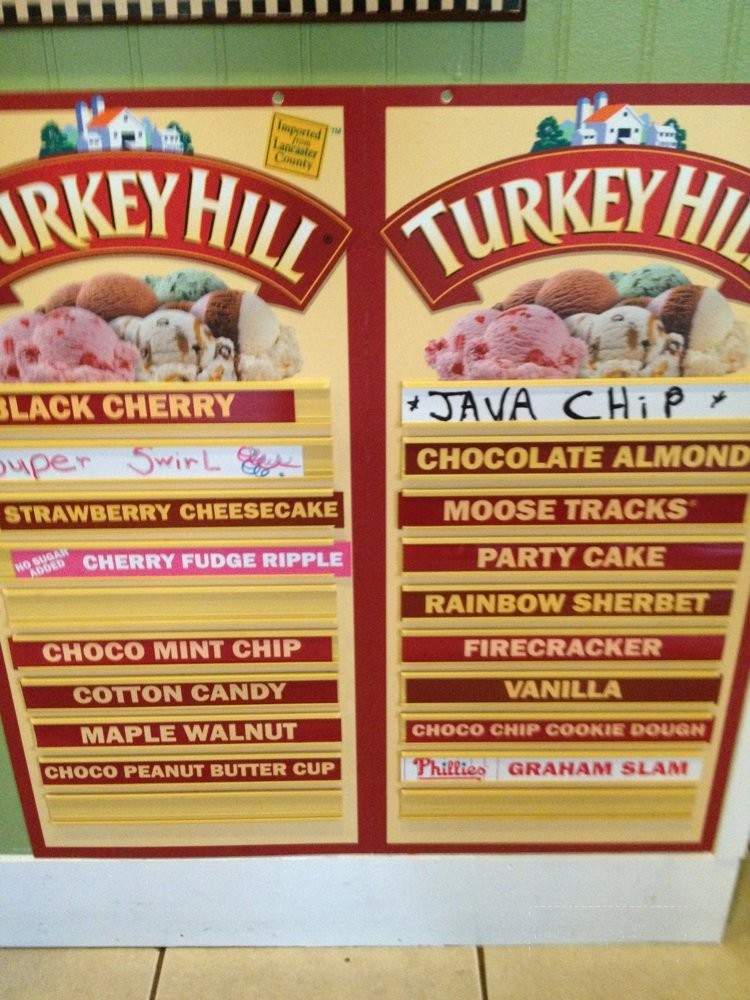 Imported
from
Lancaster
County
TM
URKEY HILL®
BLACK CHERRY
Super Swirl
STRAWBERRY CHEESECAKE
NO SUGAR ADDED CHERRY FUDGE RIPPLE
CHOCO MINT CHIP
COTTON CANDY
MAPLE WALNUT
CHOCO PEANUT BUTTER CUP
TURKEY HIL
*JAVA CHiP*
CHOCOLATE ALMOND
MOOSE TRACKS®
PARTY CAKE
RAINBOW SHERBET
FIRECRACKER
VANILLA
CHOCO CHIP COOKIE DOUGH
Phillies GRAHAM SLAM